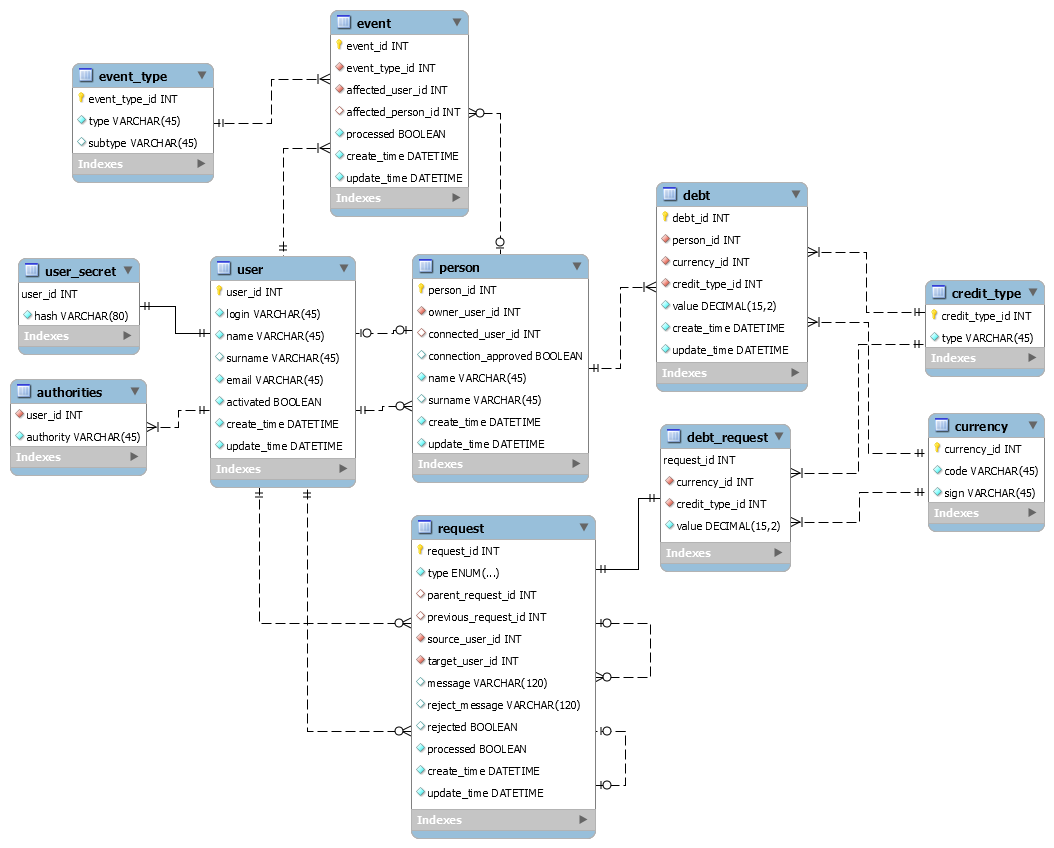 event
event_id INT
event_type_id INT
affected_user_id INT
affected_person_id INT
processed BOOLEAN
create_time DATETIME
update_time DATETIME
Indexes
event_type
event_type_id INT
type VARCHAR(45)
subtype VARCHAR(45)
Indexes
user_secret
user_id INT
hash VARCHAR(80)
Indexes
authorities
user_id INT
authority VARCHAR(45)
Indexes
user
user_id INT
login VARCHAR(45)
name VARCHAR(45)
surname VARCHAR(45)
email VARCHAR(45)
activated BOOLEAN
create_time DATETIME
update_time DATETIME
Indexes
person
person_id INT
owner_user_id INT
connected_user_id INT
connection_approved BOOLEAN
name VARCHAR(45)
surname VARCHAR(45)
create_time DATETIME
update_time DATETIME
Indexes
debt
debt_id INT
person_id INT
currency_id INT
credit_type_id INT
value DECIMAL(15,2)
create_time DATETIME
update_time DATETIME
Indexes
credit_type
credit_type_id INT
type VARCHAR(45)
Indexes
currency
currency_id INT
code VARCHAR(45)
sign VARCHAR(45)
Indexes
debt_request
request_id INT
currency_id INT
credit_type_id INT
value DECIMAL(15,2)
Indexes
request
request_id INT
type ENUM(...)
parent_request_id INT
previous_request_id INT
source_user_id INT
target_user_id INT
message VARCHAR(120)
reject_message VARCHAR(120)
rejected BOOLEAN
processed BOOLEAN
create_time DATETIME
update_time DATETIME
Indexes